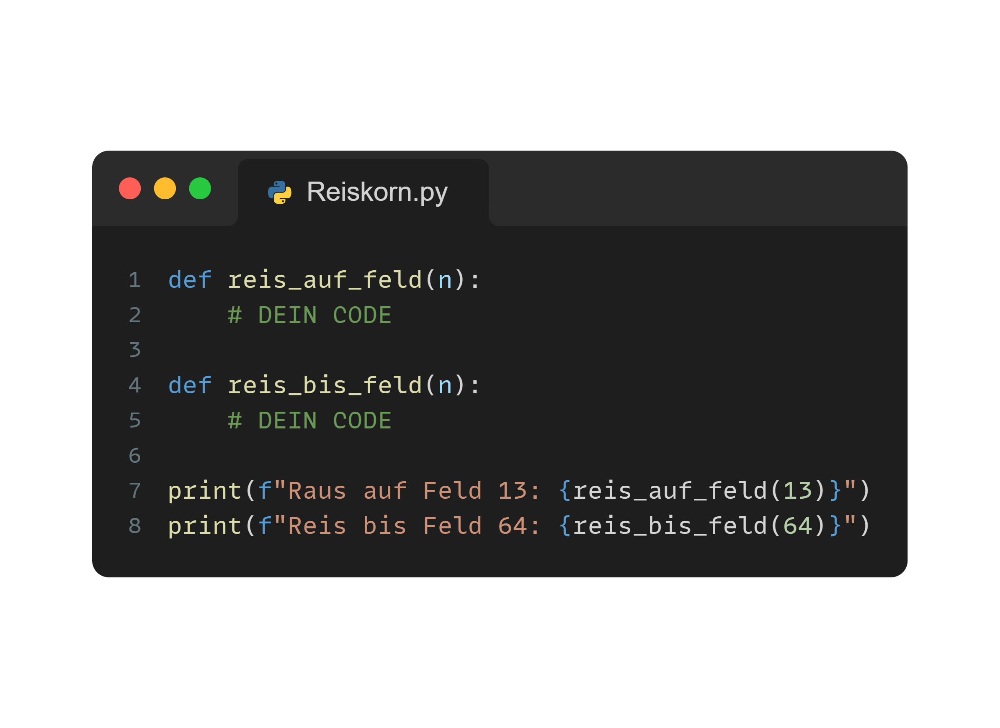 Reiskorn.py
1 def reis_auf_feld(n):
2     # DEIN CODE
3
4 def reis_bis_feld(n):
5     # DEIN CODE
6
7 print(f"Raus auf Feld 13: {reis_auf_feld(13)}")
8 print(f"Reis bis Feld 64: {reis_bis_feld(64)}")